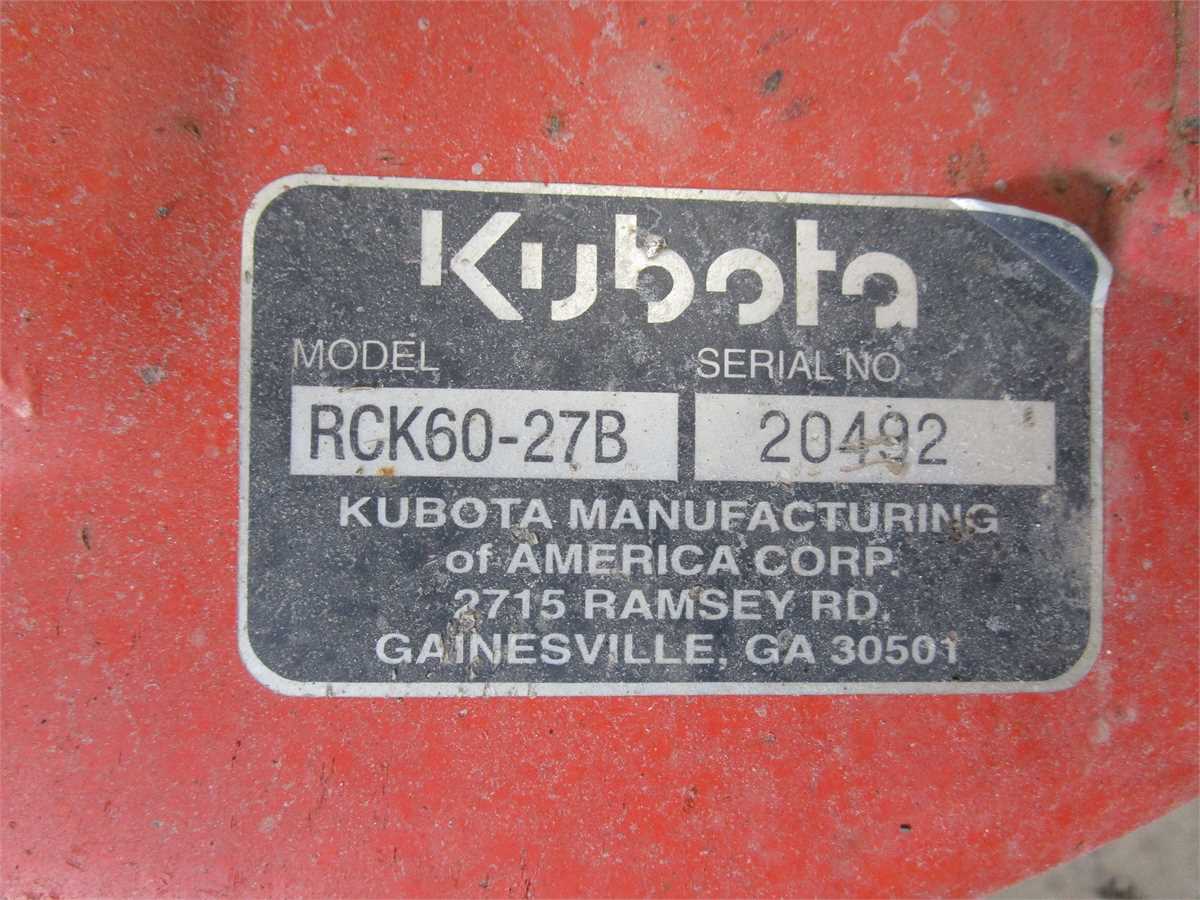 Kubota
MODEL SERIAL NO
RCK60-27B 20492
KUBOTA MANUFACTURING
of AMERICA CORP.
2715 RAMSEY RD.
GAINESVILLE, GA 30501